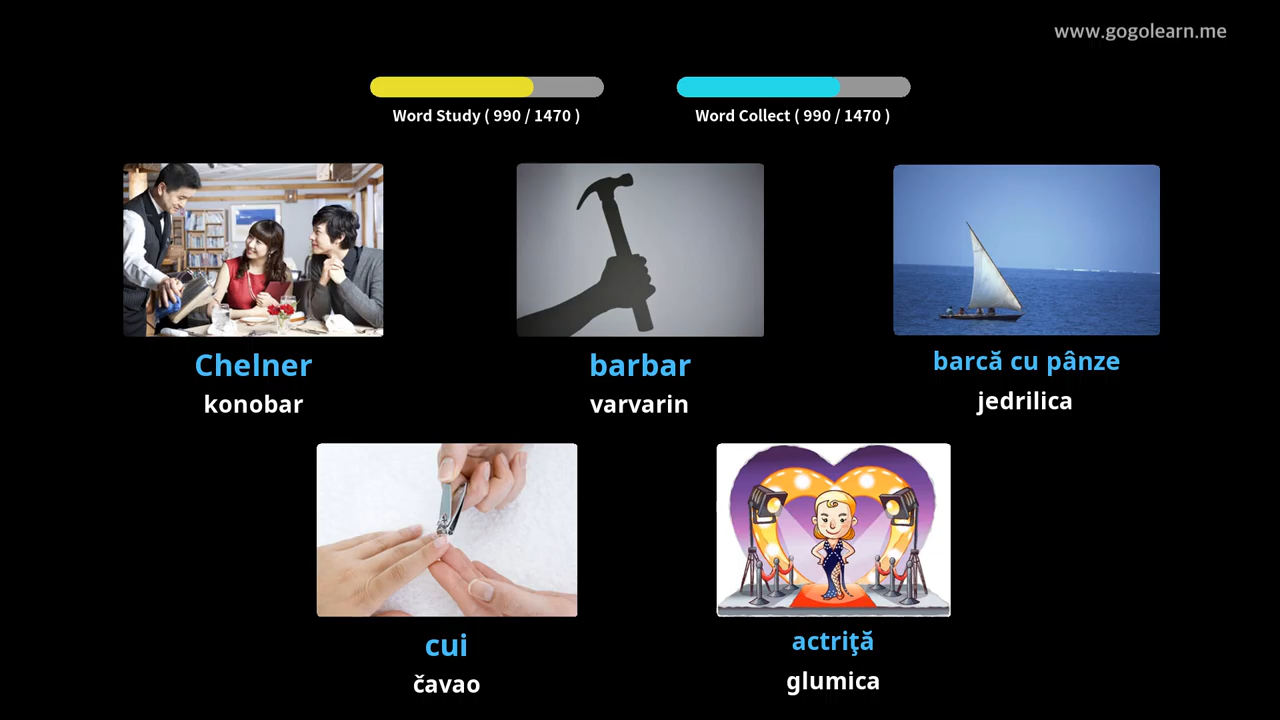 www.gogolearn.me
Word Study ( 990 / 1470 )
Word Collect ( 990 / 1470 )
Chelner
konobar
barbar
varvarin
barcă cu pânze
jedrilica
cui
čavao
actriţă
glumica